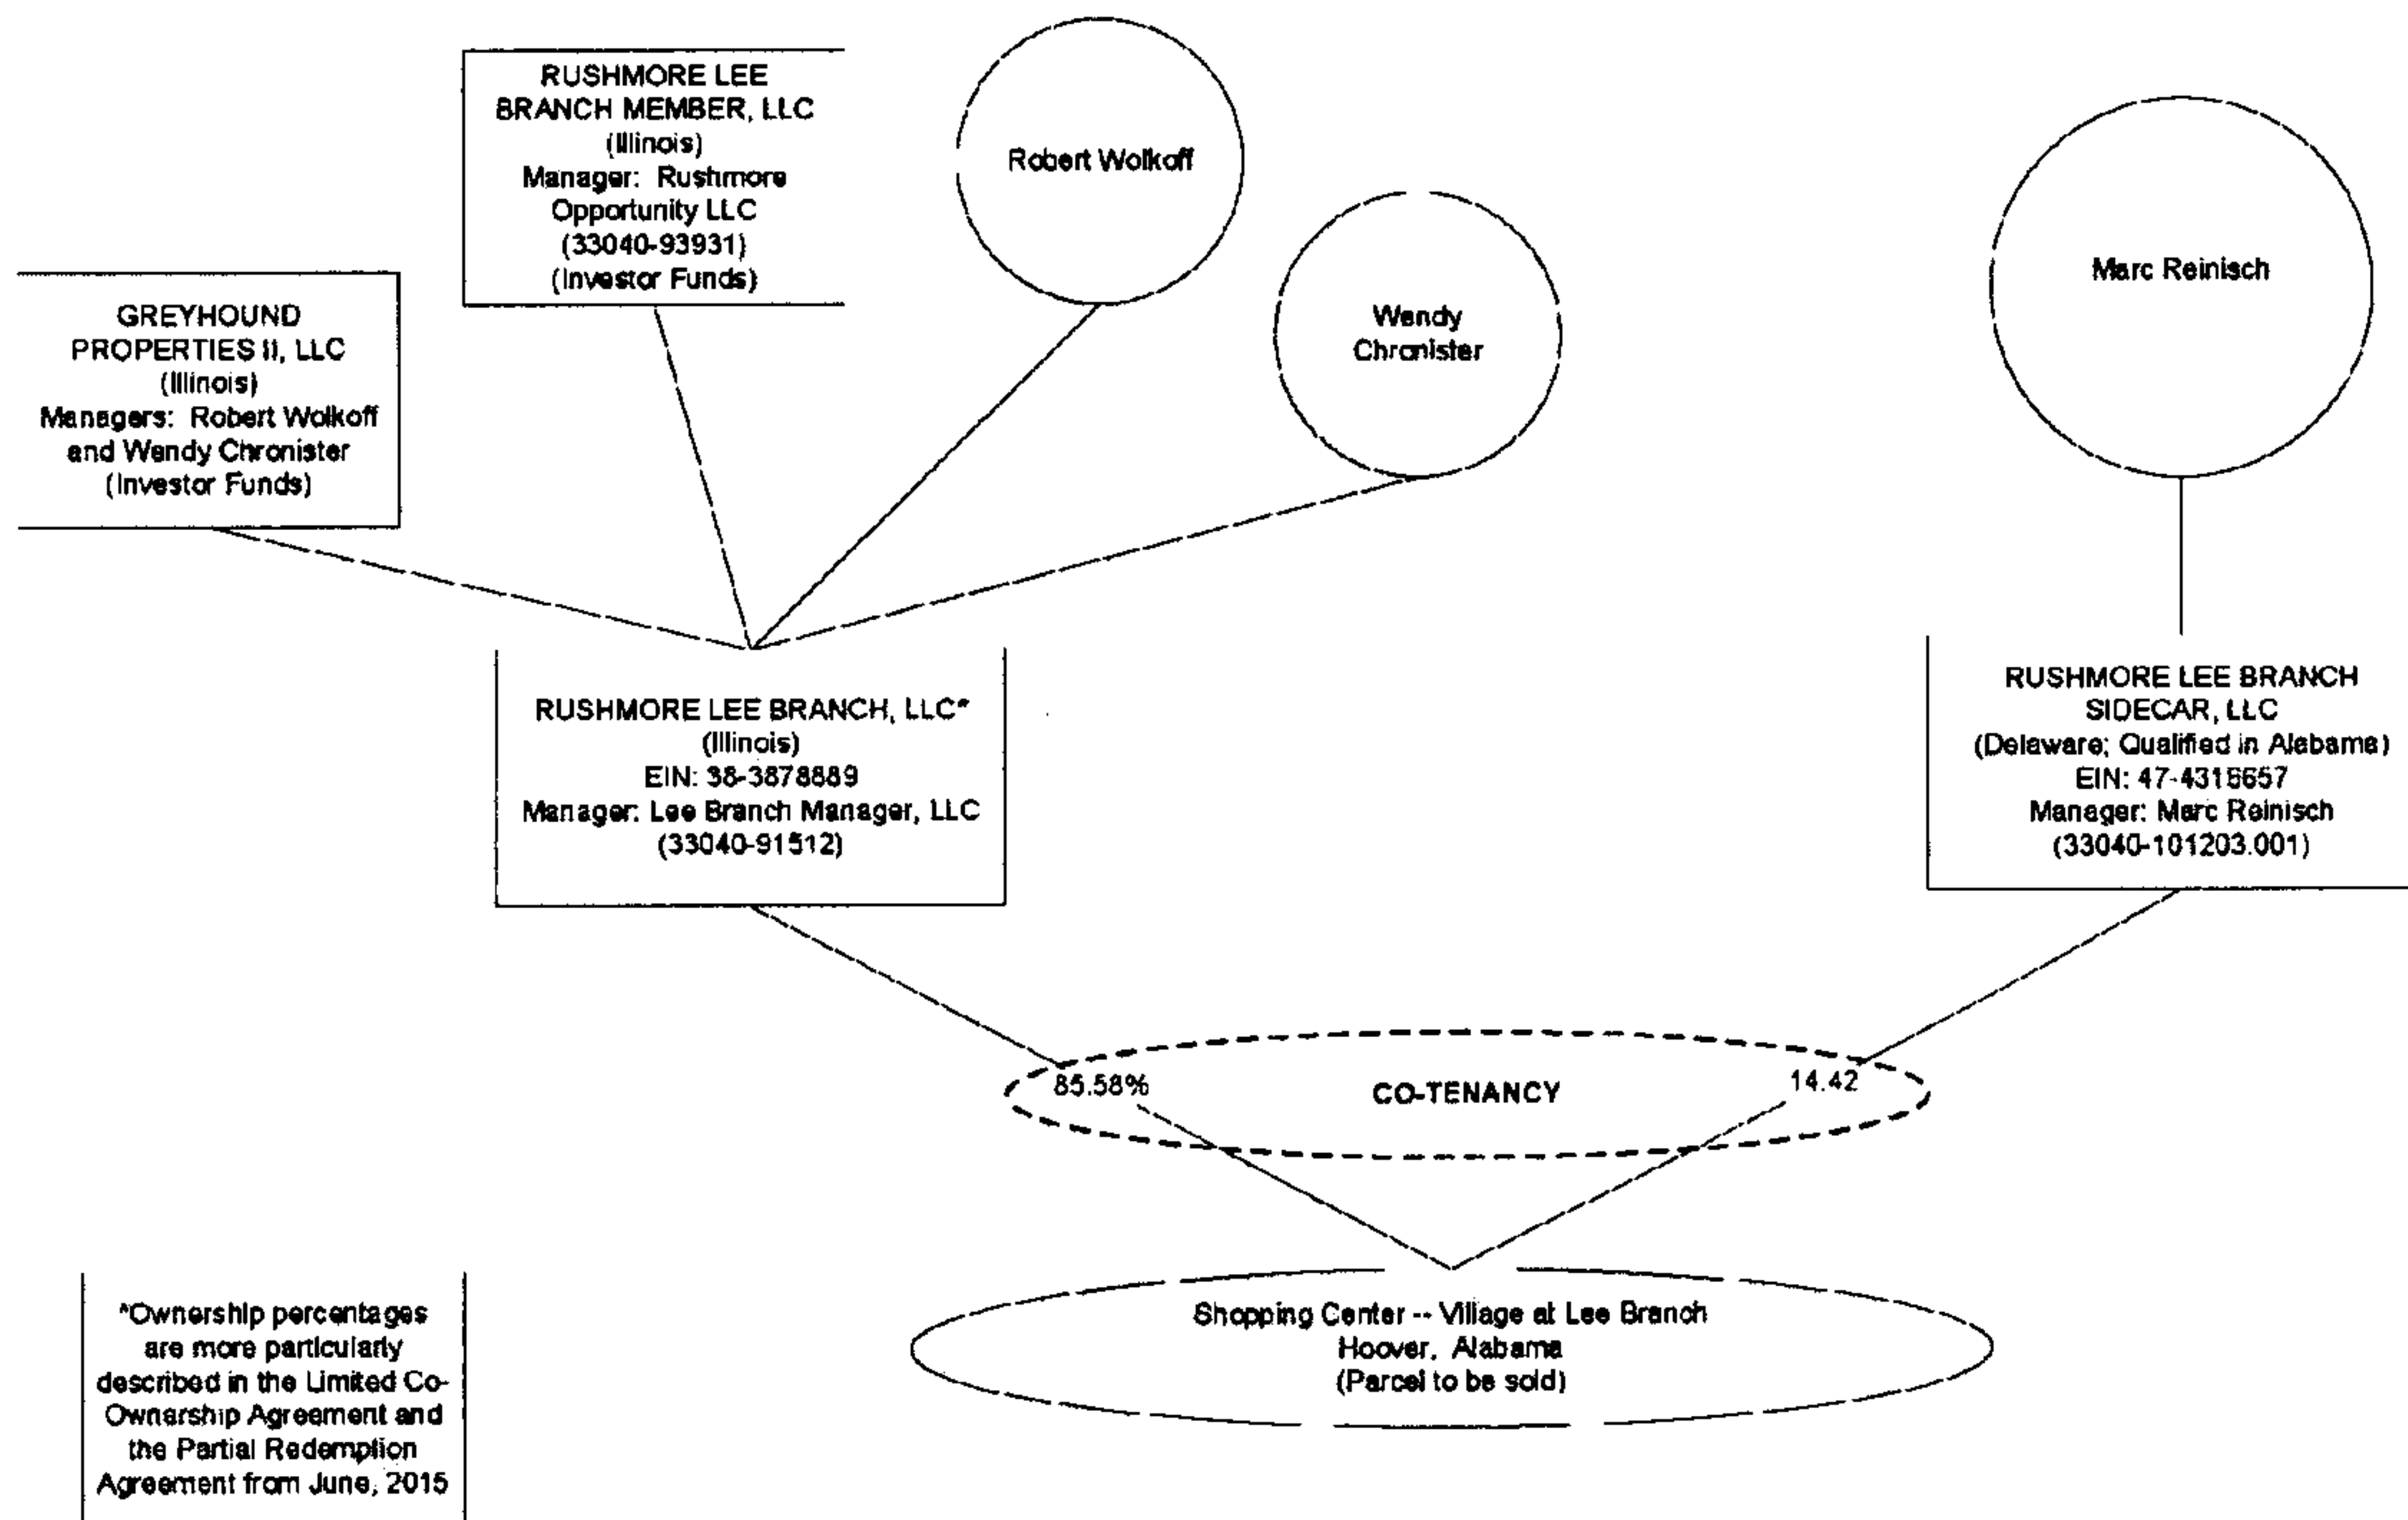 RUSHMORE LEE
BRANCH MEMBER, LLC
(Illinois)
Manager: Rushmore
Opportunity LLC
(33040-93931)
(Investor Funds)
Robert Wolkoff
Wendy
Chronister
Marc Reinisch
GREYHOUND
PROPERTIES II, LLC
(Illinois)
Managers: Robert Wolkoff
and Wendy Chronister
(Investor Funds)
RUSHMORE LEE BRANCH, LLC*
(Illinois)
EIN: 38-3878889
Manager: Lee Branch Manager, LLC
(33040-91512)
RUSHMORE LEE BRANCH
SIDECAR, LLC
(Delaware; Qualified in Alabama)
EIN: 47-4315657
Manager: Marc Reinisch
(33040-101203.001)
85.58%
CO-TENANCY
14.42
Shopping Center -- Village at Lee Branch
Hoover, Alabama
(Parcel to be sold)
*Ownership percentages
are more particularly
described in the Limited Co-
Ownership Agreement and
the Partial Redemption
Agreement from June, 2015